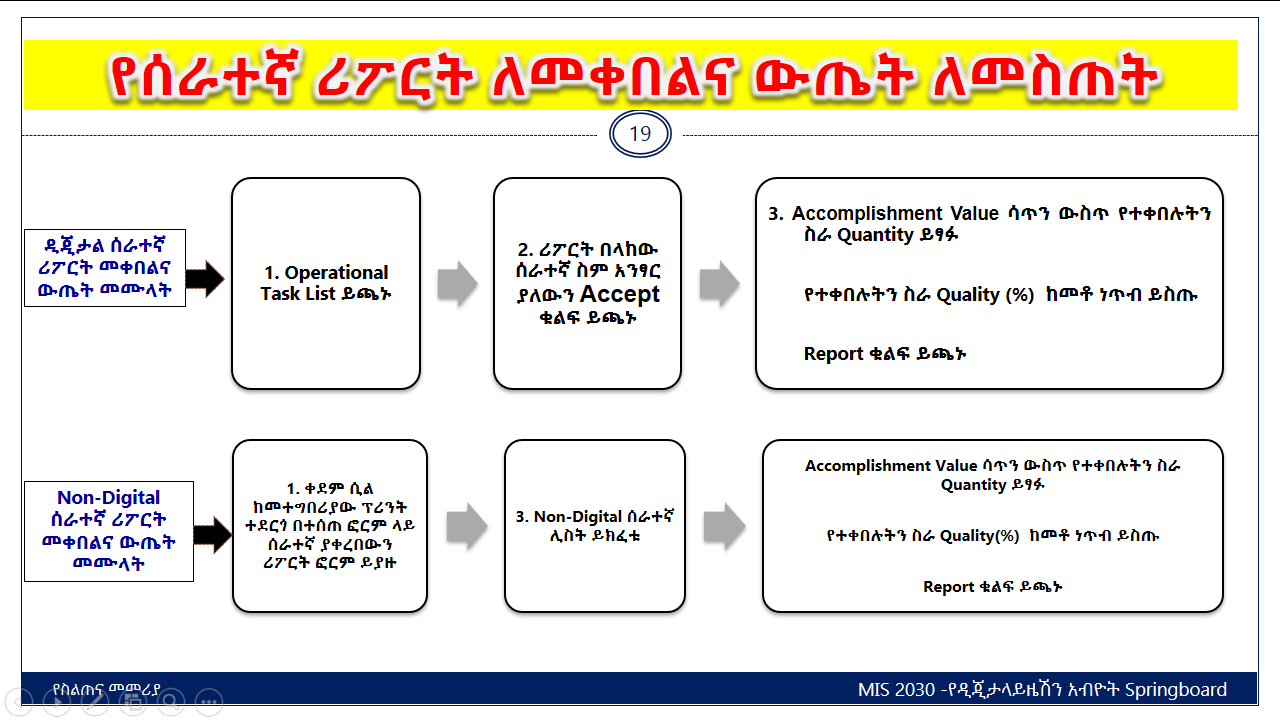 የሰራተኛ ሪፖርት ለመቀበልና ውጤት ለመስጠት
19
ዲጂታል ሰራተኛ
ሪፖርት መቀበልና
ውጤት መሙላት
1. Operational
Task List ይጫኑ
2. ሪፖርት በላከው
ሰራተኛ ስም አንፃር
ያለውን Accept
ቁልፍ ይጫኑ
3. Accomplishment Value ሳጥን ውስጥ የተቀበሉትን
ስራ Quantity ይፃፉ
የተቀበሉትን ስራ Quality (%) ከመቶ ነጥብ ይስጡ
Report ቁልፍ ይጫኑ
Non-Digital
ሰራተኛ ሪፖርት
መቀበልና ውጤት
መሙላት
1. ቀደም ሲል
ከመተግበሪያው ፕሪንት
ተደርጎ በተሰጠ ፎርም ላይ
ሰራተኛ ያቀረበውን
ሪፖርት ፎርም ይያዙ
3. Non-Digital ሰራተኛ
ሊስት ይክፈቱ
Accomplishment Value ሳጥን ውስጥ የተቀበሉትን ስራ
Quantity ይፃፉ
የተቀበሉትን ስራ Quality(%) ከመቶ ነጥብ ይስጡ
Report ቁልፍ ይጫኑ
የስልጠና መመሪያ
MIS 2030 -የዲጂታላይዜሽን አብዮት Springboard